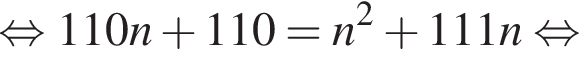 ⇔ 110n + 110 = n² + 111n ⇔